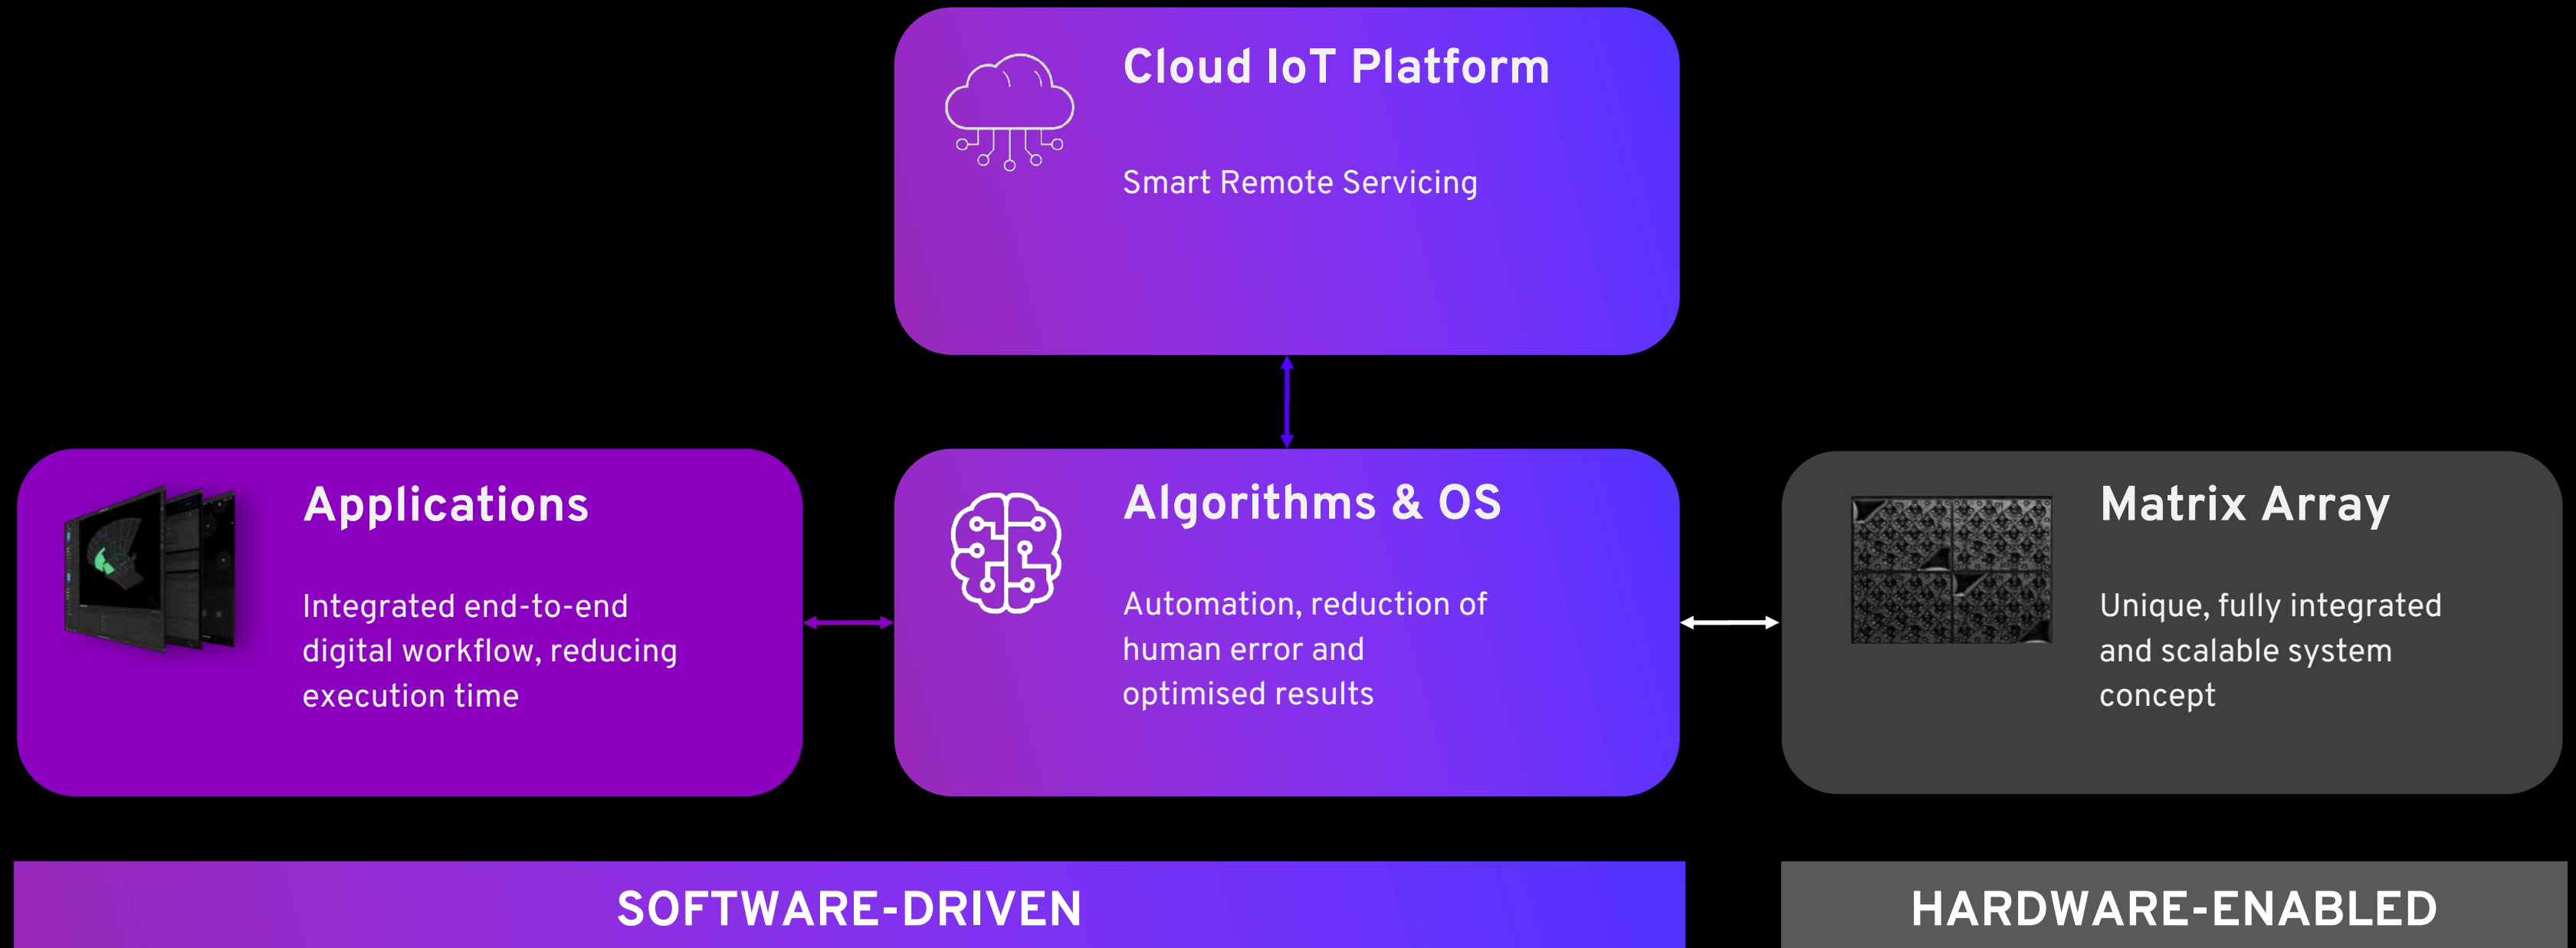 Cloud IoT Platform
Smart Remote Servicing
Applications
Integrated end-to-end
digital workflow, reducing
execution time
Algorithms & OS
Automation, reduction of
human error and
optimised results
Matrix Array
Unique, fully integrated
and scalable system
concept
SOFTWARE-DRIVEN
HARDWARE-ENABLED